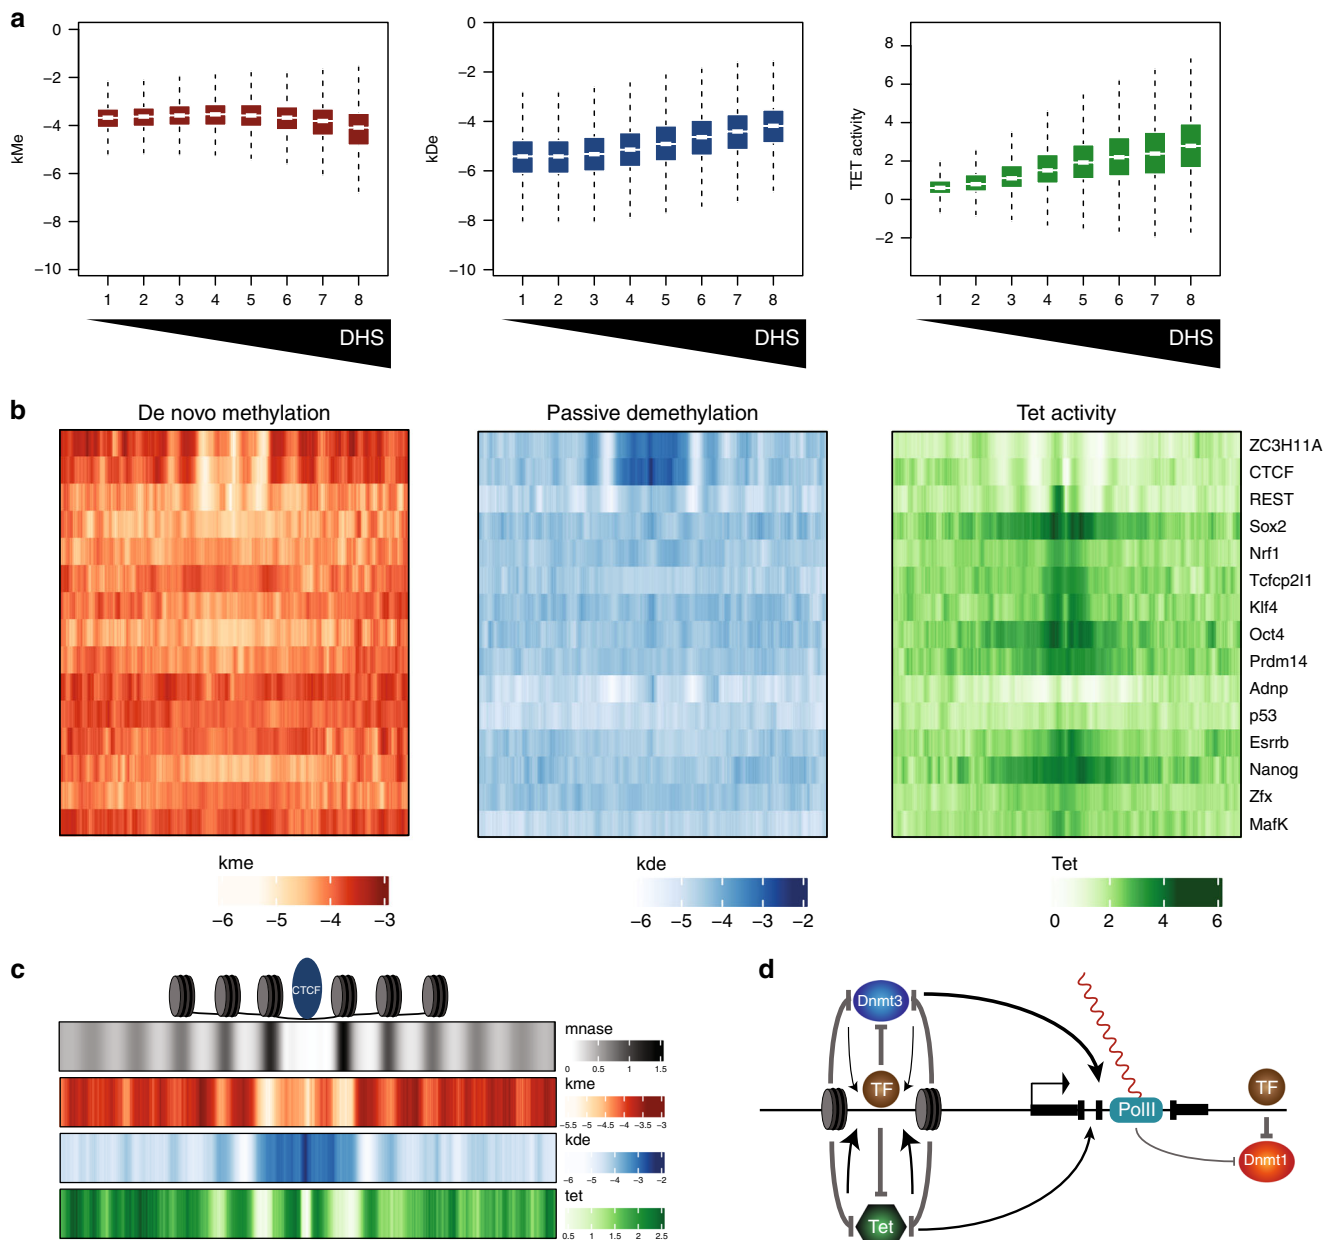 a
0
−2
−4
−6
−8
−10
kMe
1 2 3 4 5 6 7 8
DHS
0
−2
−4
−6
−8
−10
kDe
1 2 3 4 5 6 7 8
DHS
8
6
4
2
0
−2
TET activity
1 2 3 4 5 6 7 8
DHS
b
De novo methylation
Passive demethylation
Tet activity
ZC3H11A
CTCF
REST
Sox2
Nrf1
Tcfcp2l1
Klf4
Oct4
Prdm14
Adnp
p53
Esrrb
Nanog
Zfx
MafK
kme
−6 −5 −4 −3
kde
−6 −5 −4 −3 −2
Tet
0 2 4 6
c
CTCF
mnase
0 0.5 1 1.5
kme
−5.5 −5 −4.5 −4 −3.5 −3
kde
−6 −5 −4 −3 −2
tet
0.5 1 1.5 2 2.5
d
Dnmt3
TF
Tet
PolII
TF
Dnmt1